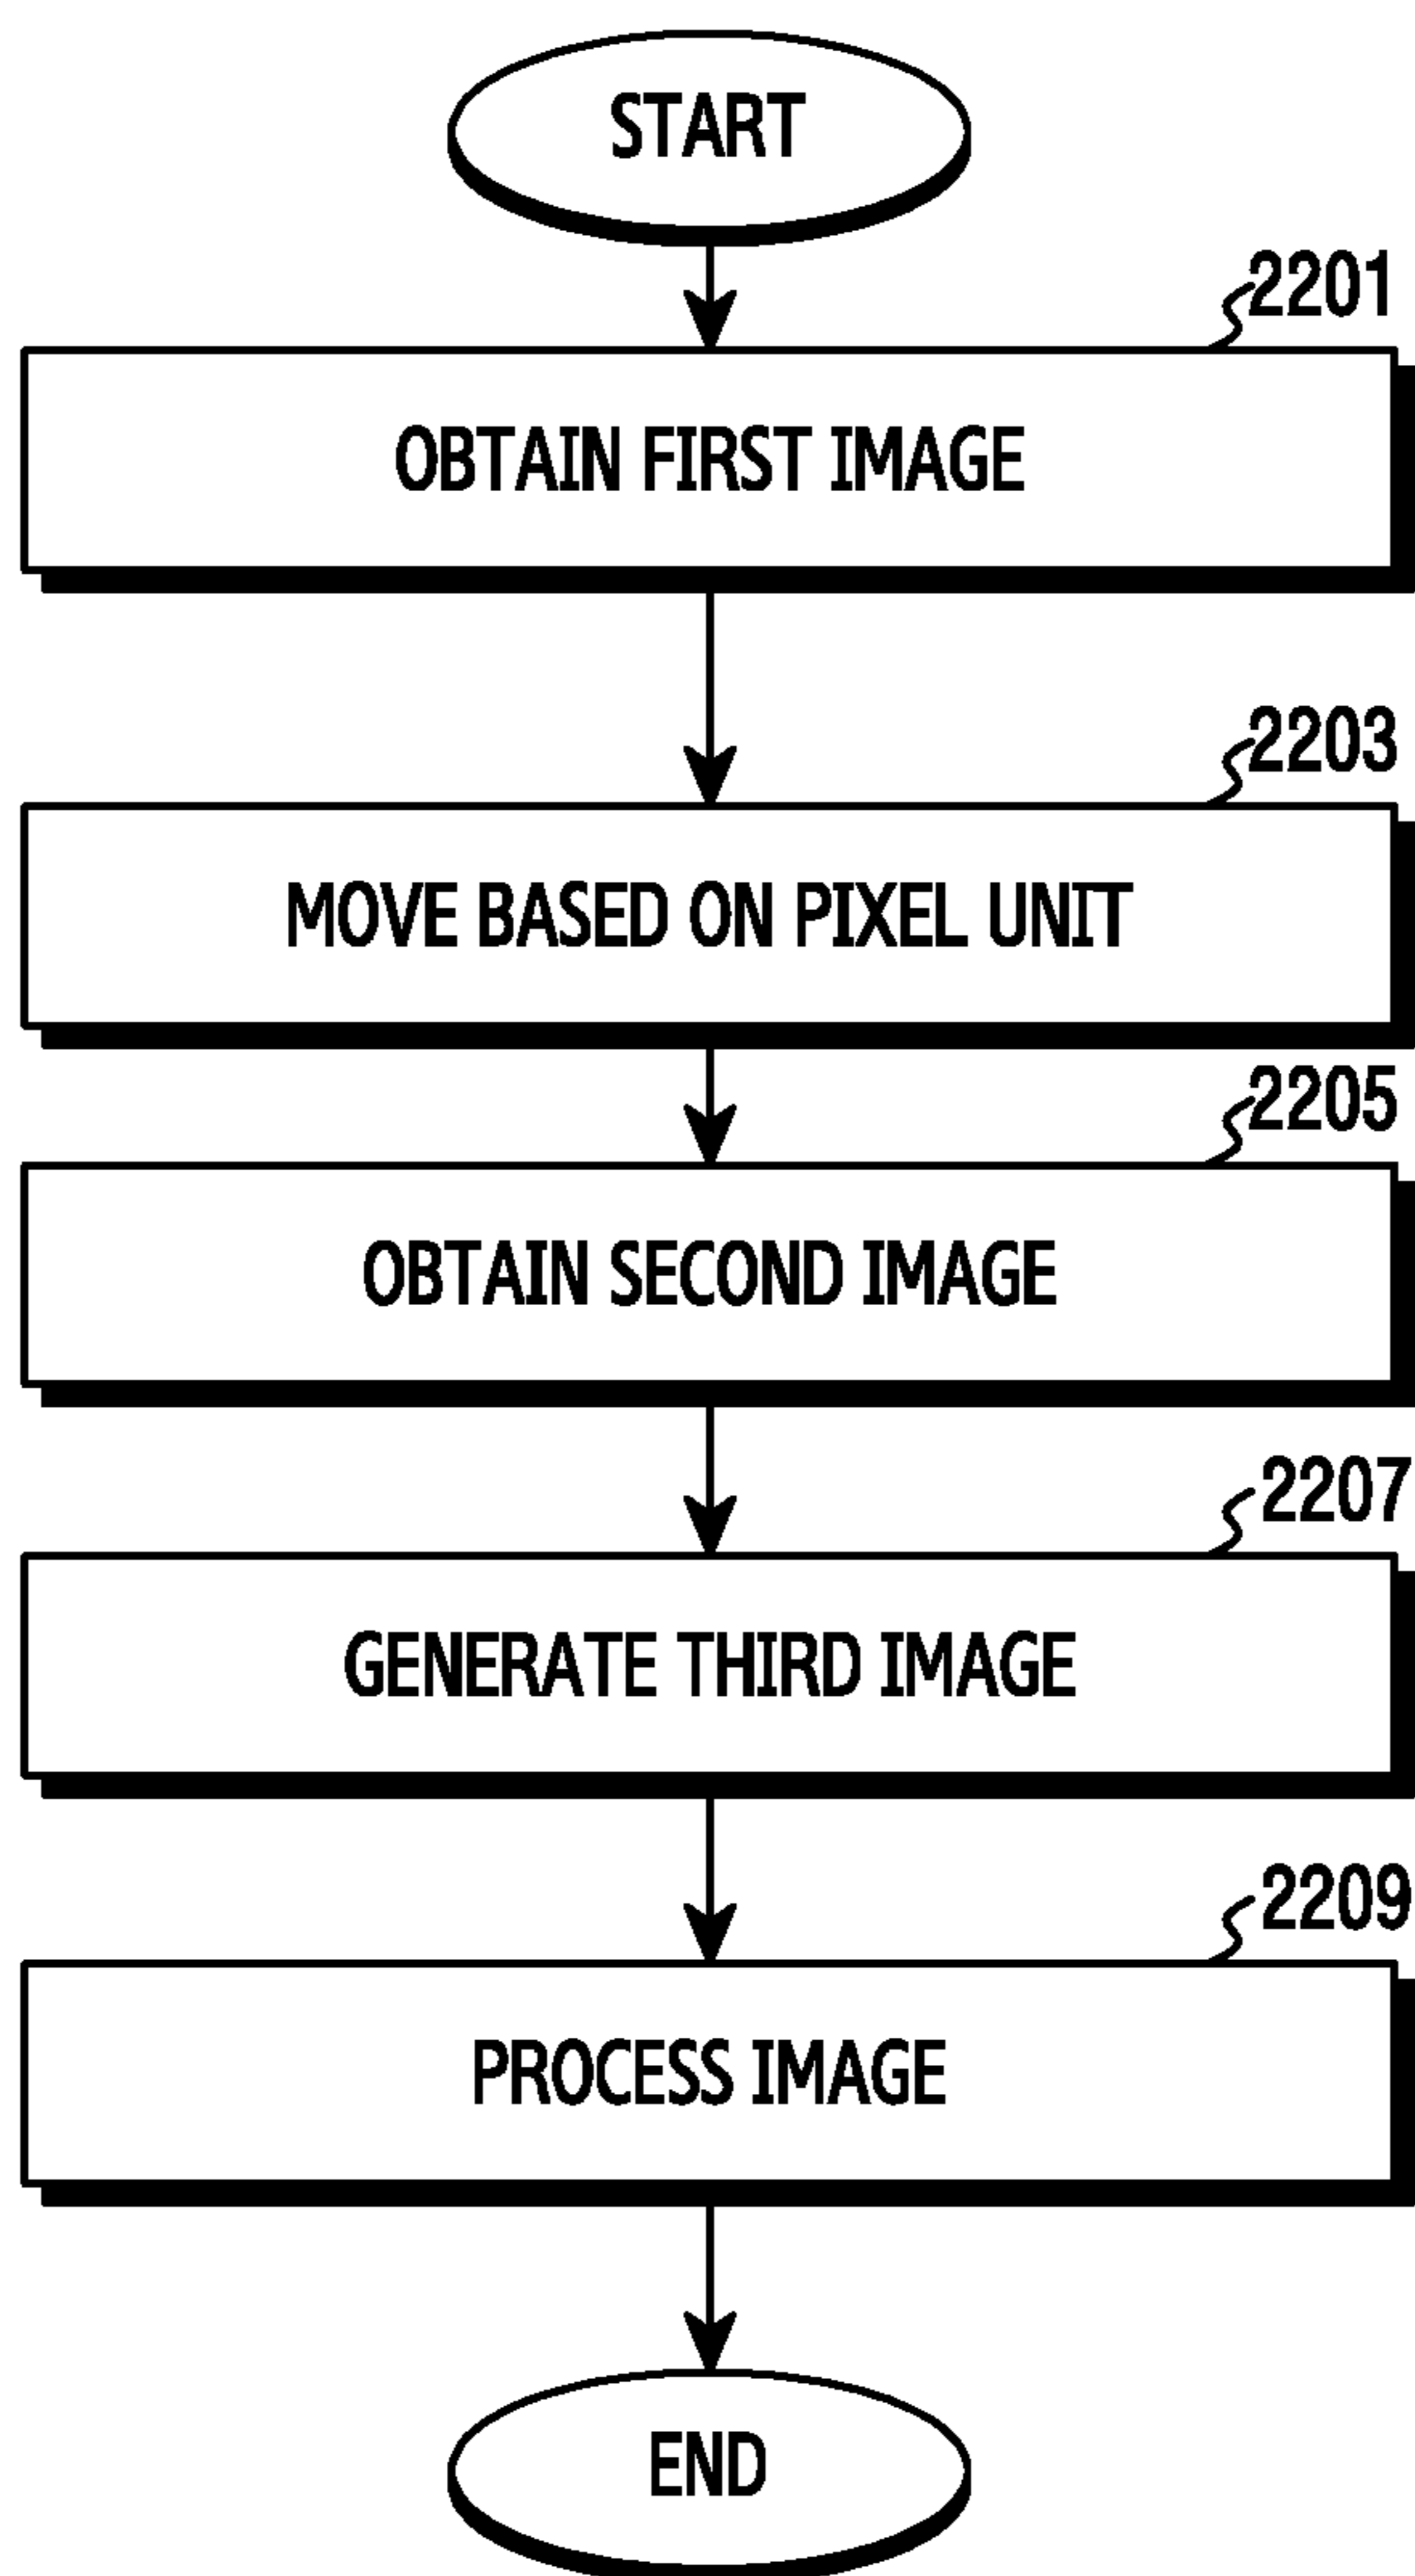 START
2201
OBTAIN FIRST IMAGE
2203
MOVE BASED ON PIXEL UNIT
2205
OBTAIN SECOND IMAGE
2207
GENERATE THIRD IMAGE
2209
PROCESS IMAGE
END